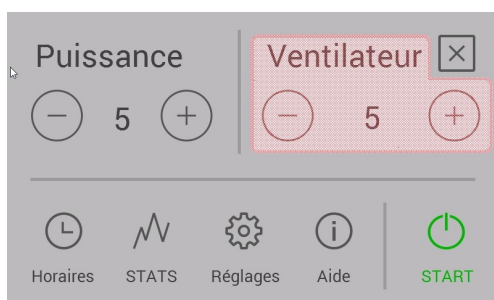 Puissance
Ventilateur
5
5
Horaires
STATS
Réglages
Aide
START